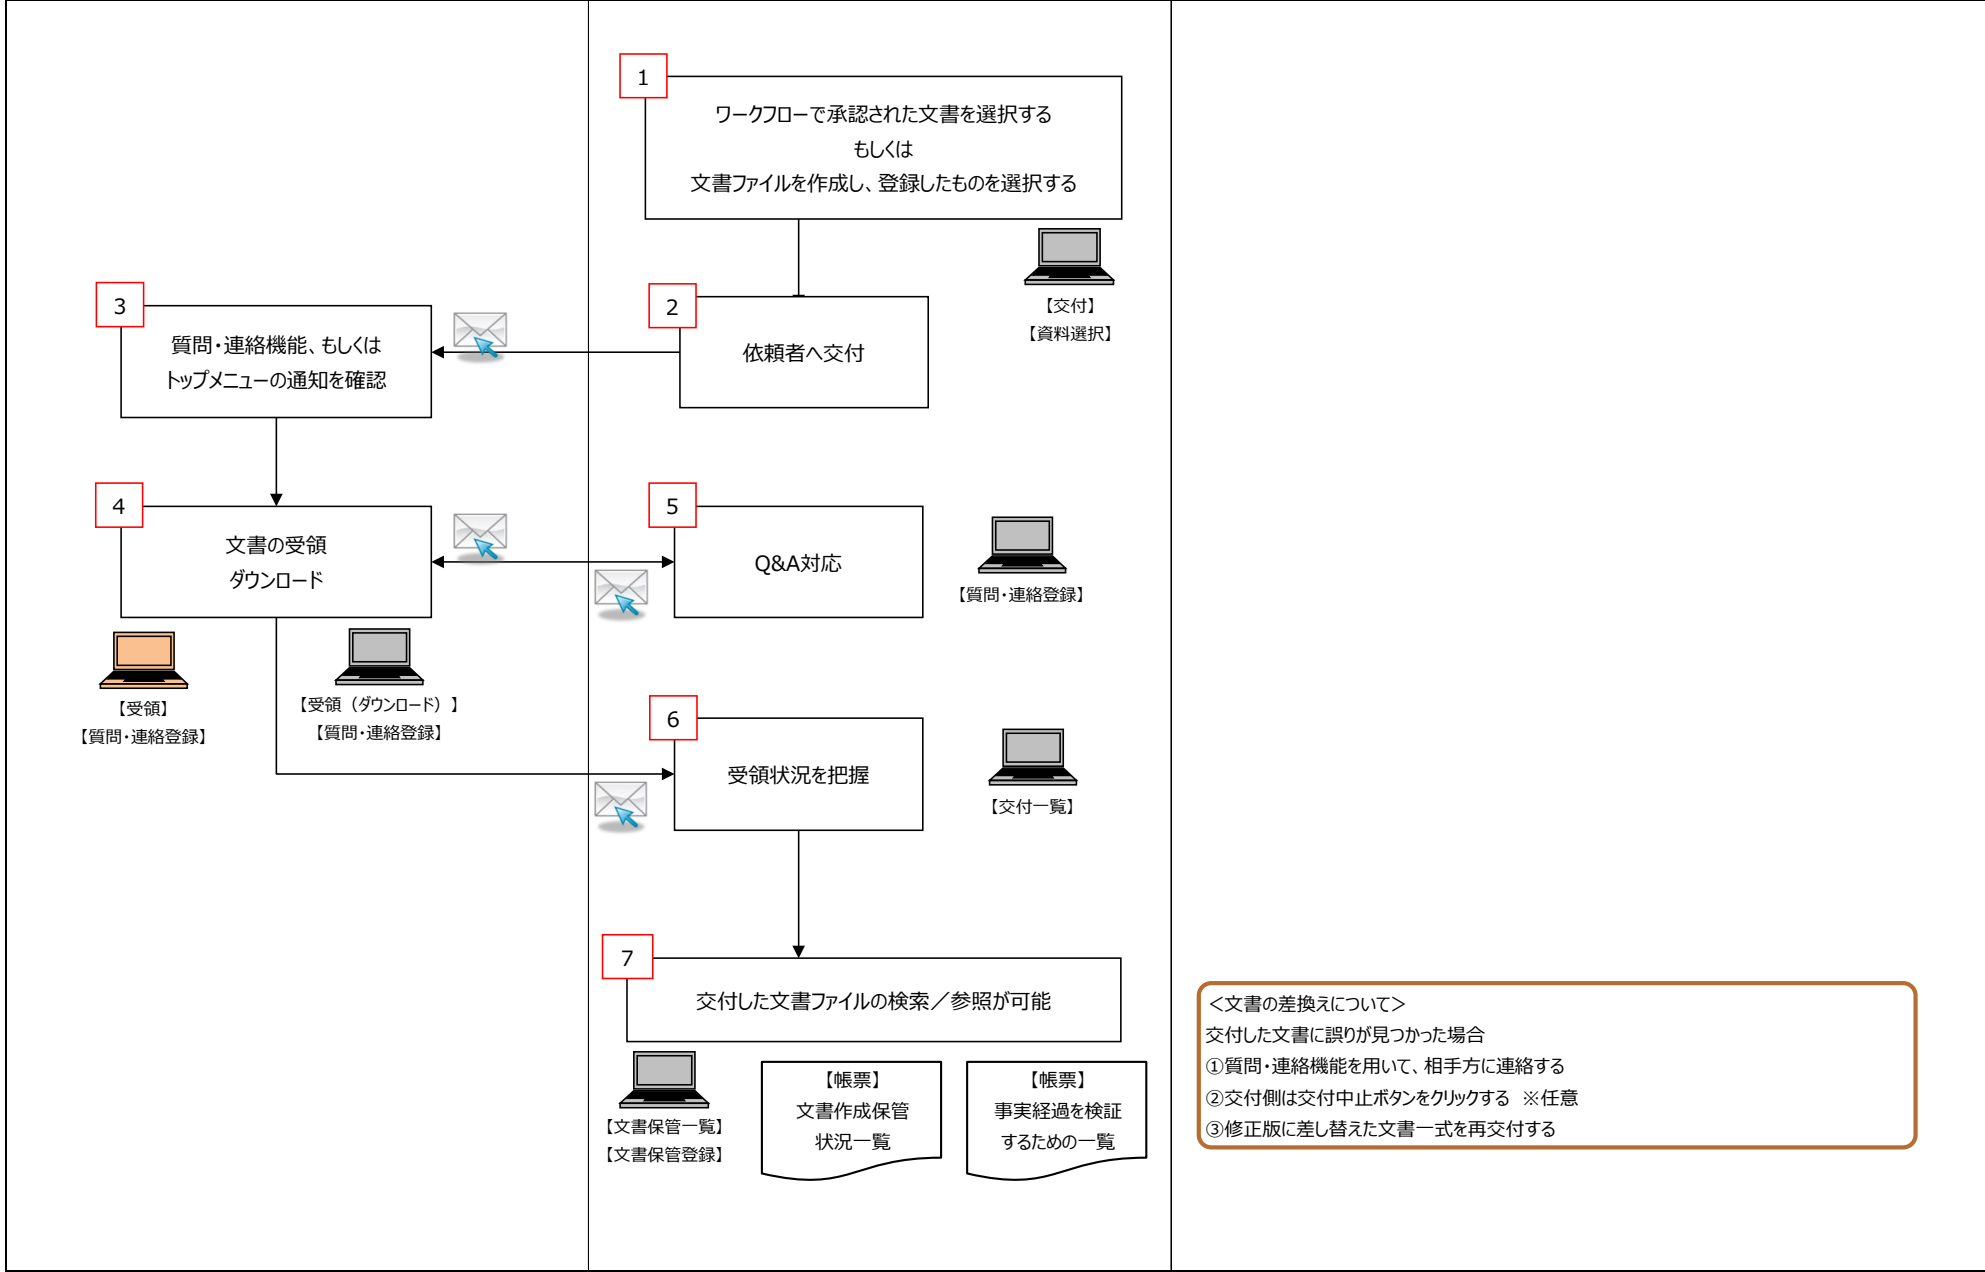 1
ワークフローで承認された文書を選択する
もしくは
文書ファイルを作成し、登録したものを選択する
【交付】
【資料選択】
2
依頼者へ交付
3
質問・連絡機能、もしくは
トップメニューの通知を確認
4
文書の受領
ダウンロード
【受領】
【質問・連絡登録】
【受領（ダウンロード）】
【質問・連絡登録】
5
Q&A対応
【質問・連絡登録】
6
受領状況を把握
【交付一覧】
7
交付した文書ファイルの検索／参照が可能
【文書保管一覧】
【文書保管登録】
【帳票】
文書作成保管
状況一覧
【帳票】
事実経過を検証
するための一覧
＜文書の差換えについて＞
交付した文書に誤りが見つかった場合
①質問・連絡機能を用いて、相手方に連絡する
②交付側は交付中止ボタンをクリックする　※任意
③修正版に差し替えた文書一式を再交付する